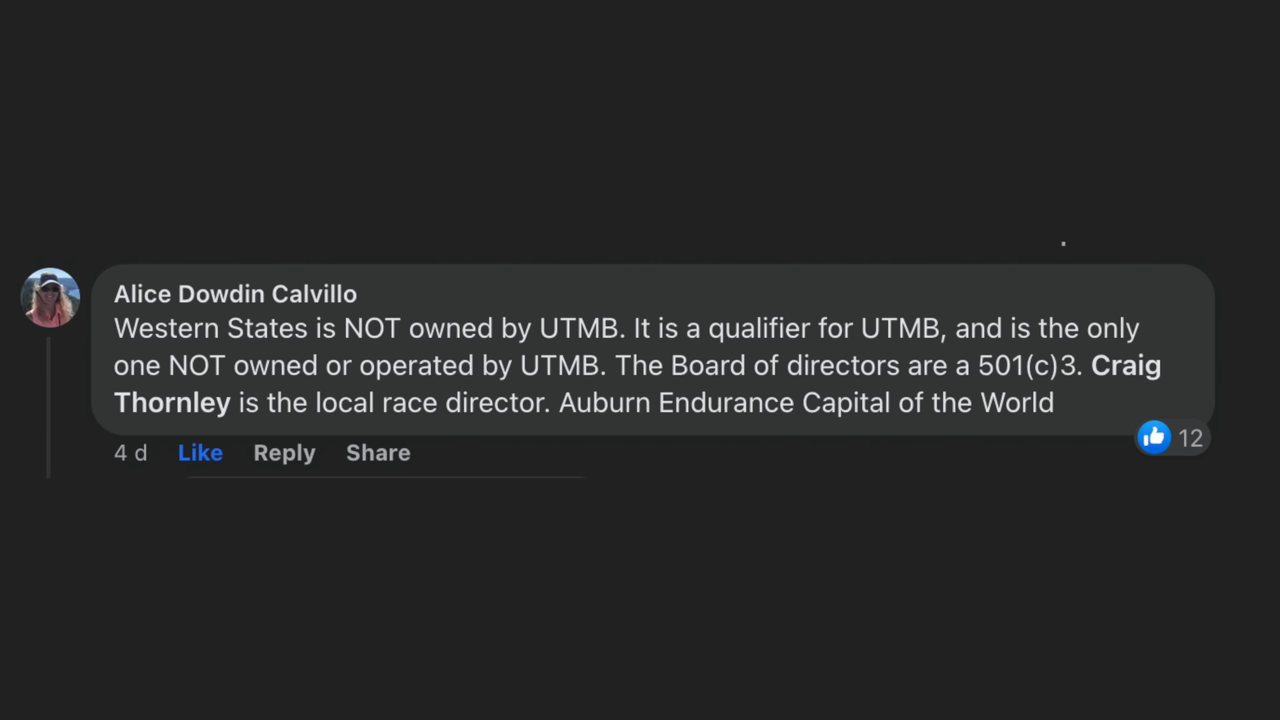 Alice Dowdin Calvillo
Western States is NOT owned by UTMB. It is a qualifier for UTMB, and is the only
one NOT owned or operated by UTMB. The Board of directors are a 501(c)3. Craig
Thornley is the local race director. Auburn Endurance Capital of the World
12
4 d Like Reply Share